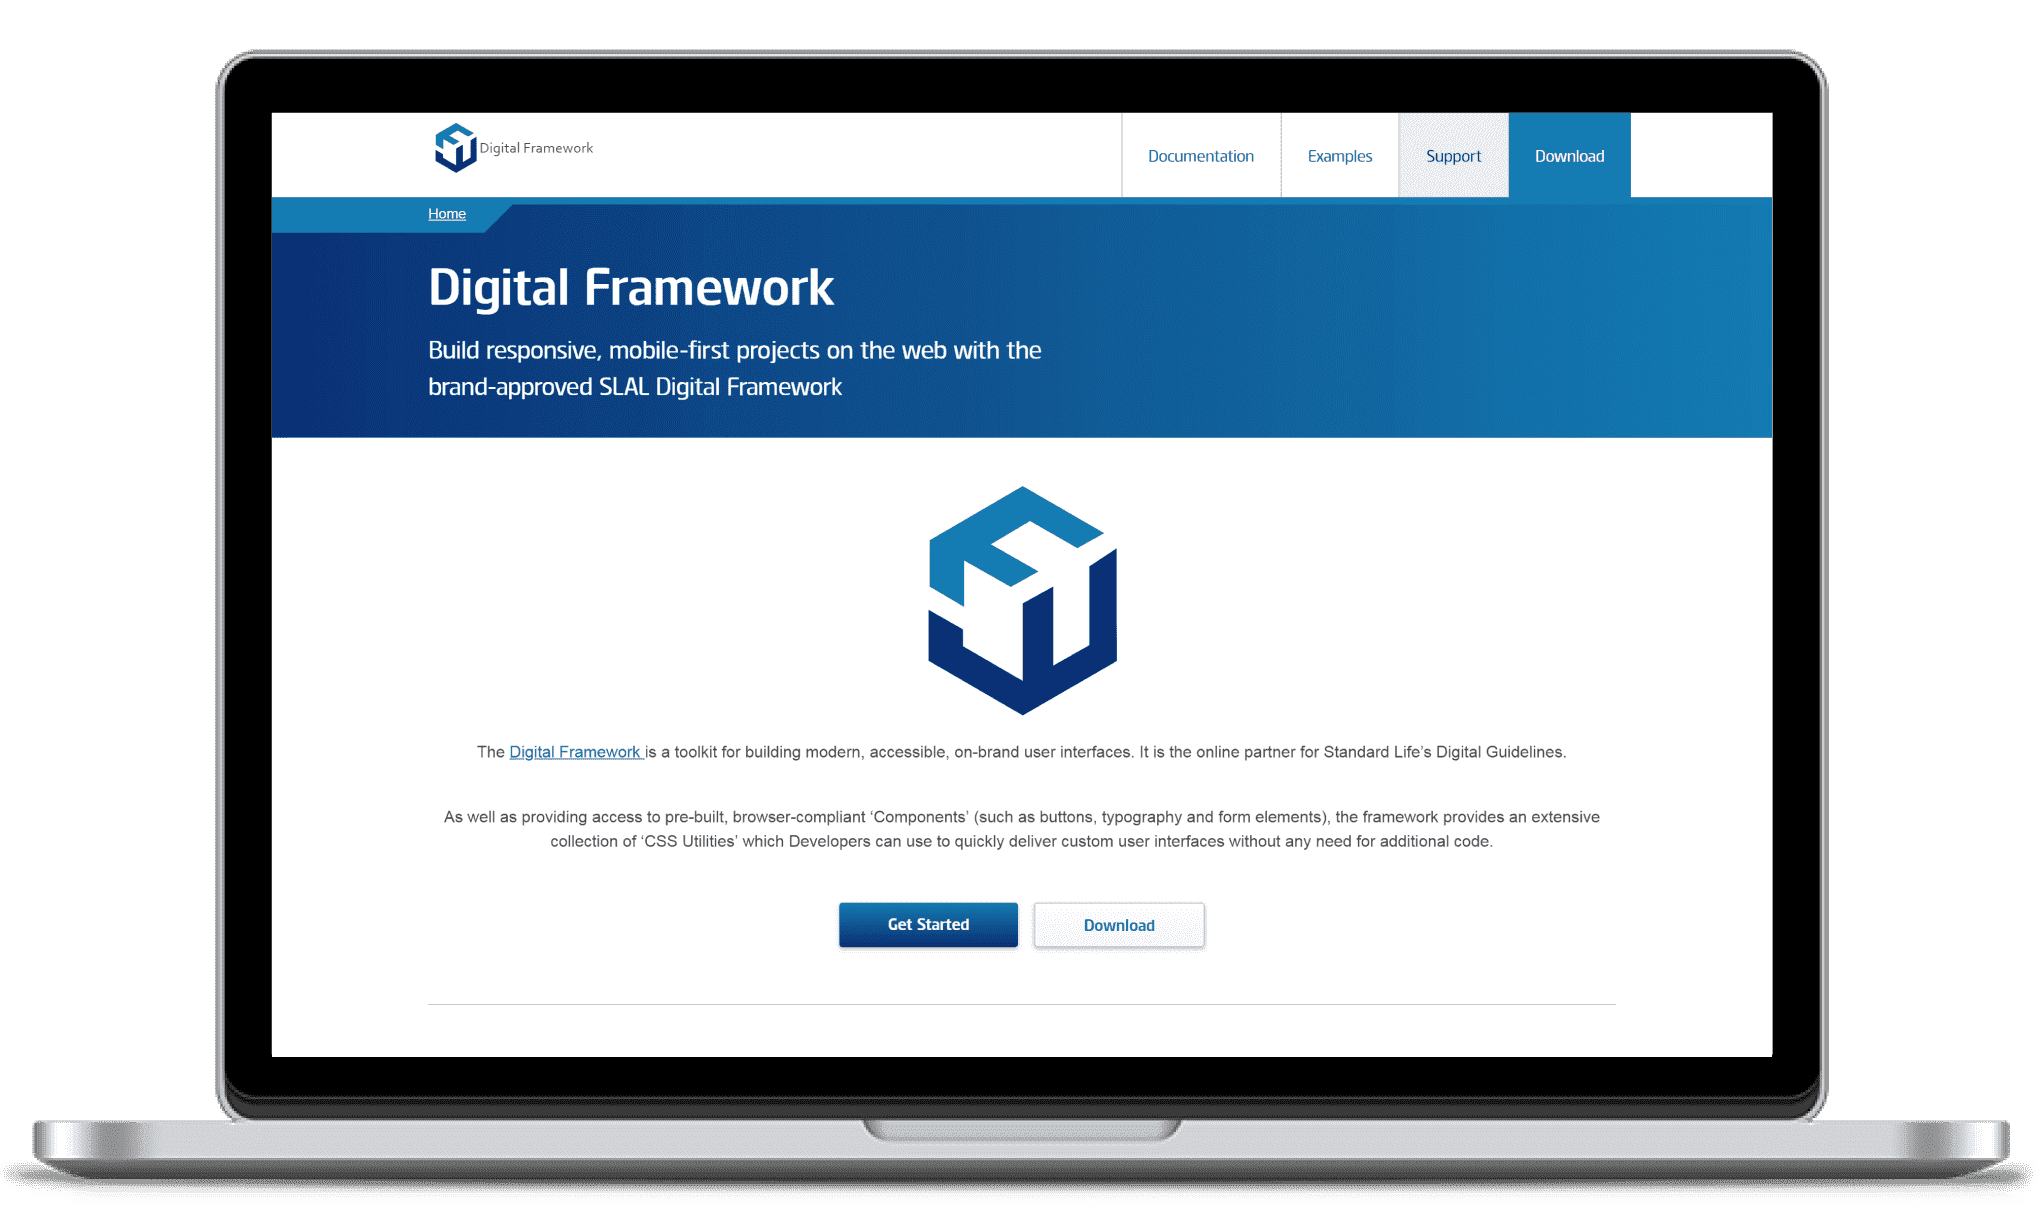 Digital Framework
Documentation
Examples
Support
Download
Home
Digital Framework
Build responsive, mobile-first projects on the web with the
brand-approved SLAL Digital Framework
The Digital Framework is a toolkit for building modern, accessible, on-brand user interfaces. It is the online partner for Standard Life’s Digital Guidelines.
As well as providing access to pre-built, browser-compliant ‘Components’ (such as buttons, typography and form elements), the framework provides an extensive
collection of ‘CSS Utilities’ which Developers can use to quickly deliver custom user interfaces without any need for additional code.
Get Started
Download